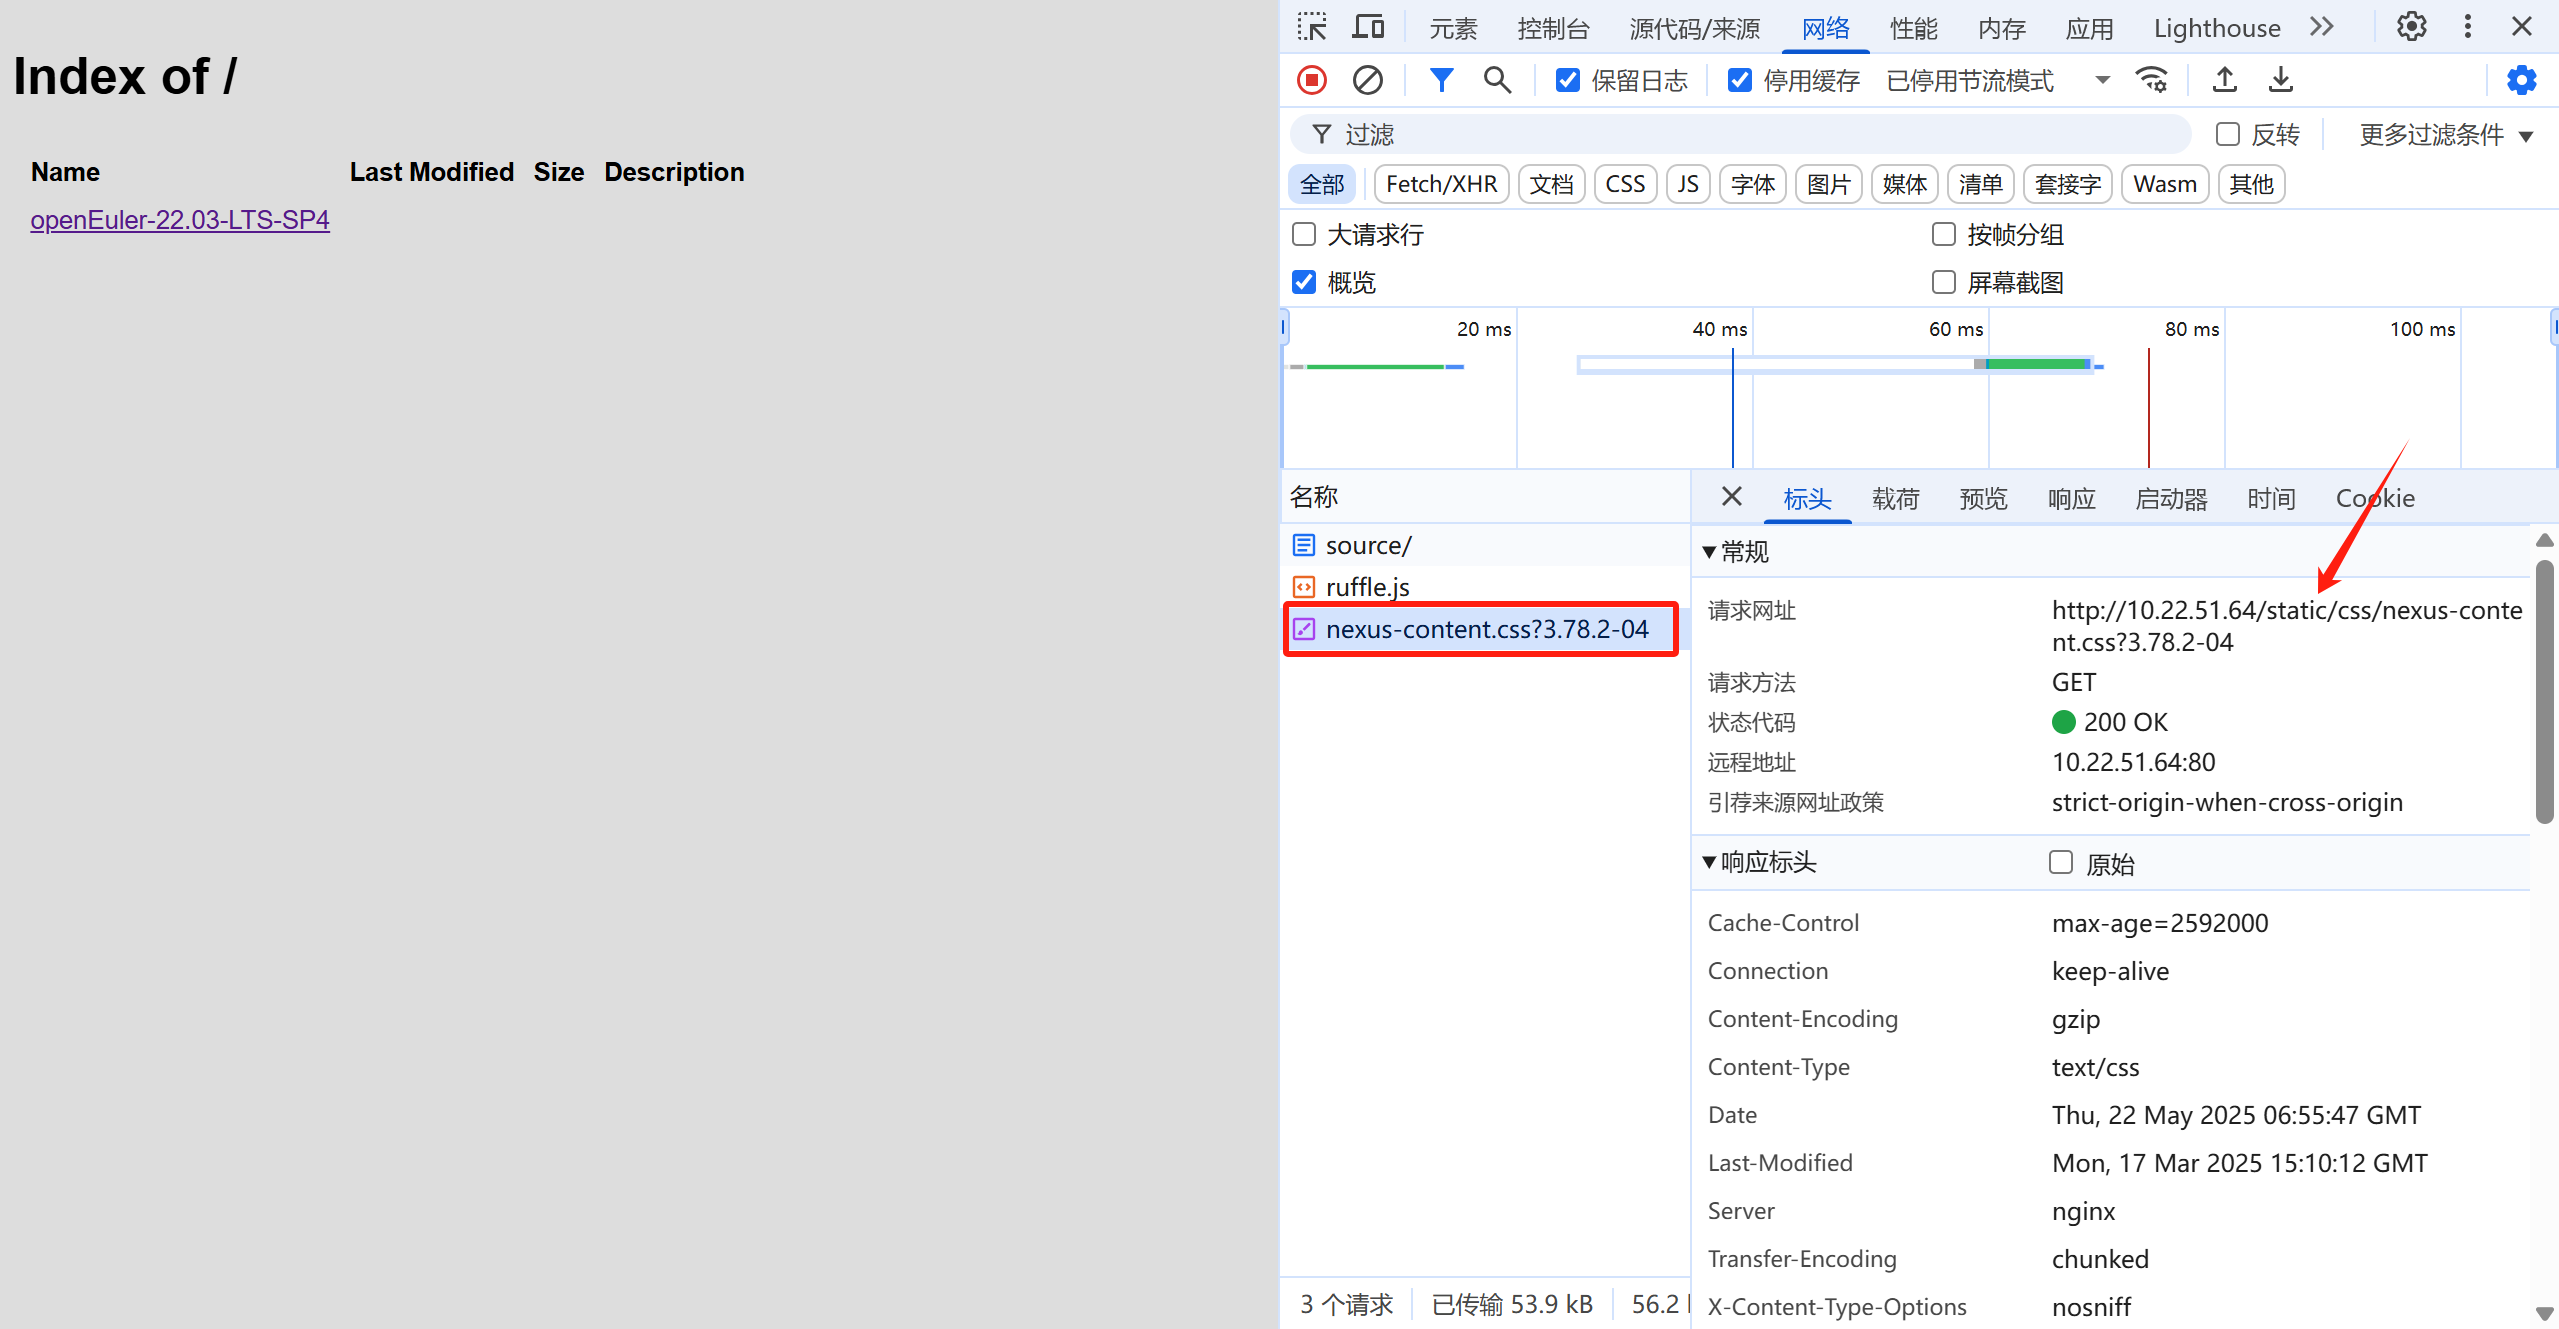 Index of /
Name Last Modified Size Description
openEuler-22.03-LTS-SP4
元素 控制台 源代码/来源 网络 性能 内存 应用 Lighthouse
保留日志 停用缓存 已停用节流模式
过滤 反转 更多过滤条件
全部 Fetch/XHR 文档 CSS JS 字体 图片 媒体 清单 套接字 Wasm 其他
大请求行 按帧分组
概览 屏幕截图
20 ms 40 ms 60 ms 80 ms 100 ms
名称
source/
ruffle.js
nexus-content.css?3.78.2-04
3 个请求 已传输 53.9 kB 56.2
标头 载荷 预览 响应 启动器 时间 Cookie
常规
请求网址 http://10.22.51.64/static/css/nexus-conte
nt.css?3.78.2-04
请求方法 GET
状态代码 200 OK
远程地址 10.22.51.64:80
引荐来源网址政策 strict-origin-when-cross-origin
响应标头 原始
Cache-Control max-age=2592000
Connection keep-alive
Content-Encoding gzip
Content-Type text/css
Date Thu, 22 May 2025 06:55:47 GMT
Last-Modified Mon, 17 Mar 2025 15:10:12 GMT
Server nginx
Transfer-Encoding chunked
X-Content-Type-Options nosniff